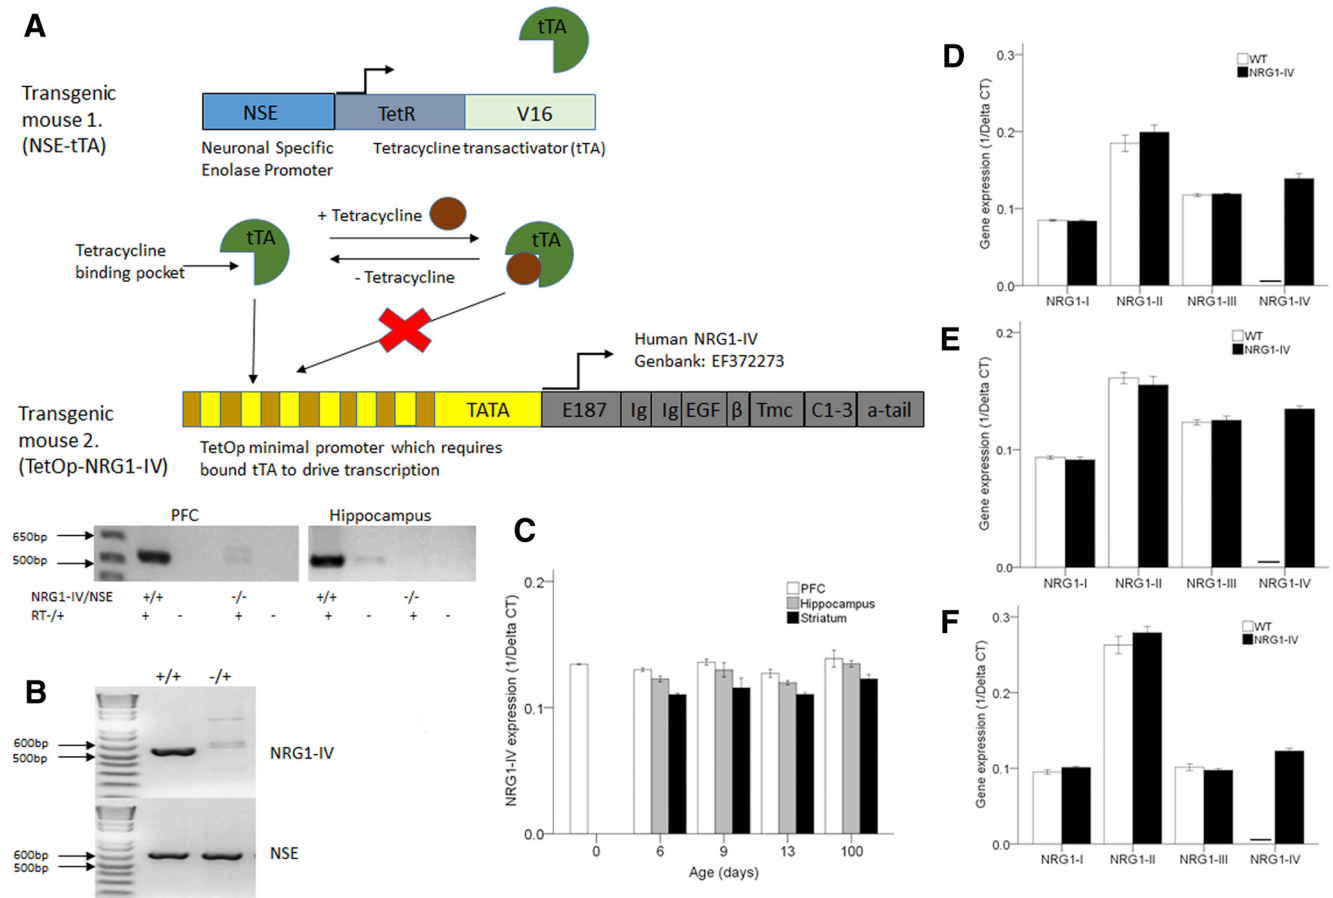 A
tTA
Transgenic
mouse 1.
(NSE-tTA)
NSE
TetR
V16
Neuronal Specific
Enolase Promoter
Tetracycline transactivator (tTA)
+ Tetracycline
tTA
tTA
Tetracycline
binding pocket
- Tetracycline
Human NRG1-IV
Genbank: EF372273
TATA
E187
Ig
Ig
EGF
β
Tmc
C1-3
a-tail
Transgenic
mouse 2.
(TetOp-NRG1-IV)
TetOp minimal promoter which requires
bound tTA to drive transcription
PFC
Hippocampus
650bp
500bp
NRG1-IV/NSE
+/+
-/-
+/+
-/-
RT-/+
+
-
+
-
+
-
+
-
B
+/+
-/+
600bp
500bp
NRG1-IV
600bp
500bp
NSE
C
NRG1-IV expression (1/Delta CT)
0.2
0.1
0.0
PFC
Hippocampus
Striatum
0
6
9
13
100
Age (days)
D
Gene expression (1/Delta CT)
0.3
0.2
0.1
0.0
WT
NRG1-IV
NRG1-I
NRG1-II
NRG1-III
NRG1-IV
E
Gene expression (1/Delta CT)
0.2
0.1
0.0
WT
NRG1-IV
NRG1-I
NRG1-II
NRG1-III
NRG1-IV
F
Gene expression (1/Delta CT)
0.3
0.2
0.1
0.0
WT
NRG1-IV
NRG1-I
NRG1-II
NRG1-III
NRG1-IV